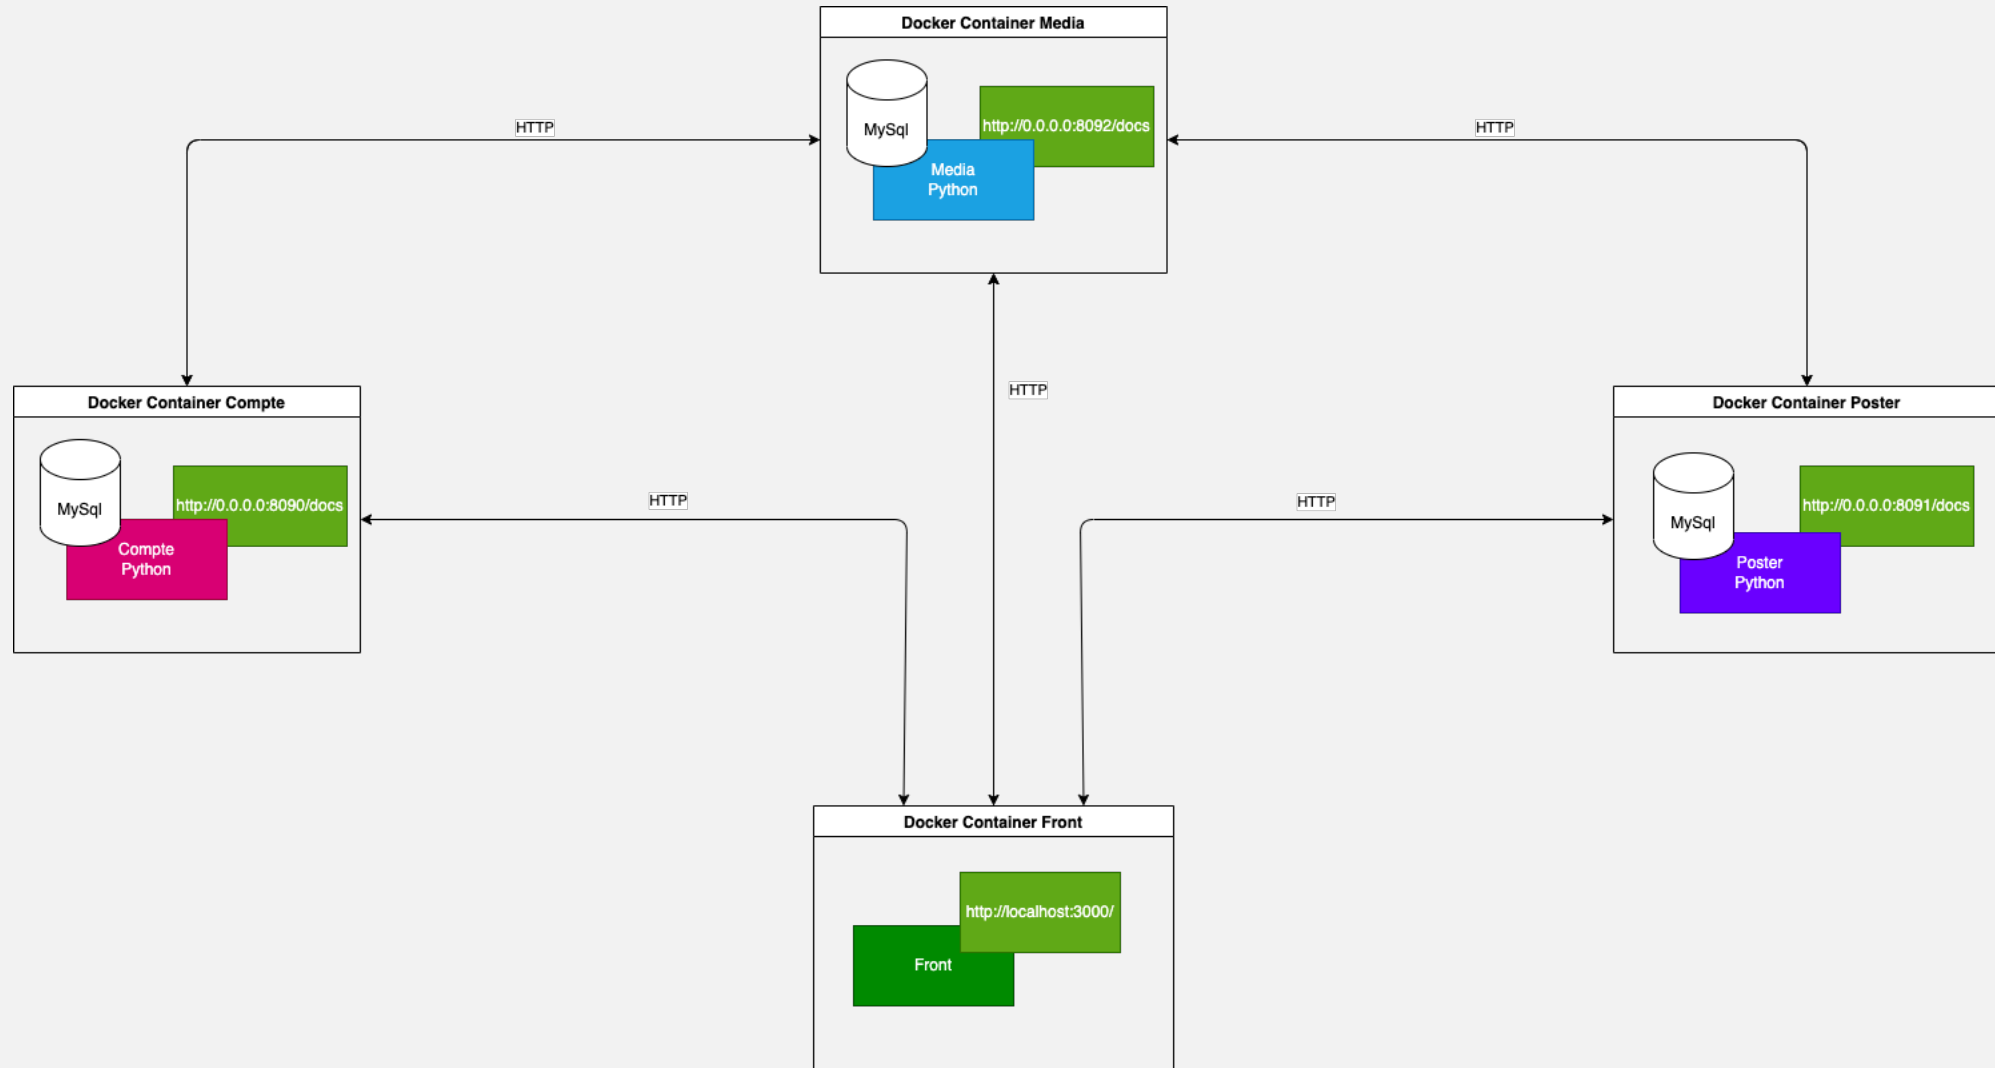 Docker Container Media
MySql
http://0.0.0.0:8092/docs
Media
Python
HTTP
HTTP
HTTP
Docker Container Compte
MySql
http://0.0.0.0:8090/docs
Compte
Python
HTTP
HTTP
Docker Container Poster
MySql
http://0.0.0.0:8091/docs
Poster
Python
Docker Container Front
http://localhost:3000/
Front